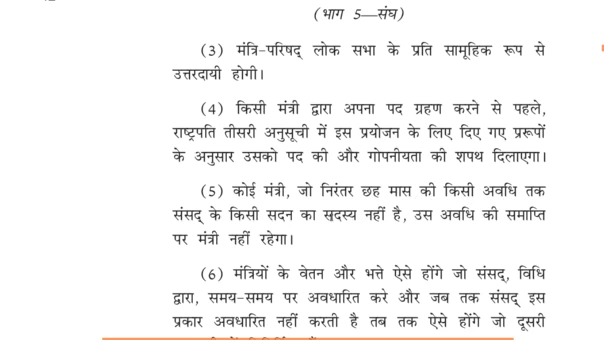 (भाग 5—संघ)
(3) मंत्रि-परिषद् लोक सभा के प्रति सामूहिक रूप से
उत्तरदायी होगी।
(4) किसी मंत्री द्वारा अपना पद ग्रहण करने से पहले,
राष्ट्रपति तीसरी अनुसूची में इस प्रयोजन के लिए दिए गए प्ररूपों
के अनुसार उसको पद की और गोपनीयता की शपथ दिलाएगा।
(5) कोई मंत्री, जो निरंतर छह मास की किसी अवधि तक
संसद् के किसी सदन का सदस्य नहीं है, उस अवधि की समाप्ति
पर मंत्री नहीं रहेगा।
(6) मंत्रियों के वेतन और भत्ते ऐसे होंगे जो संसद्, विधि
द्वारा, समय-समय पर अवधारित करे और जब तक संसद् इस
प्रकार अवधारित नहीं करती है तब तक ऐसे होंगे जो दूसरी